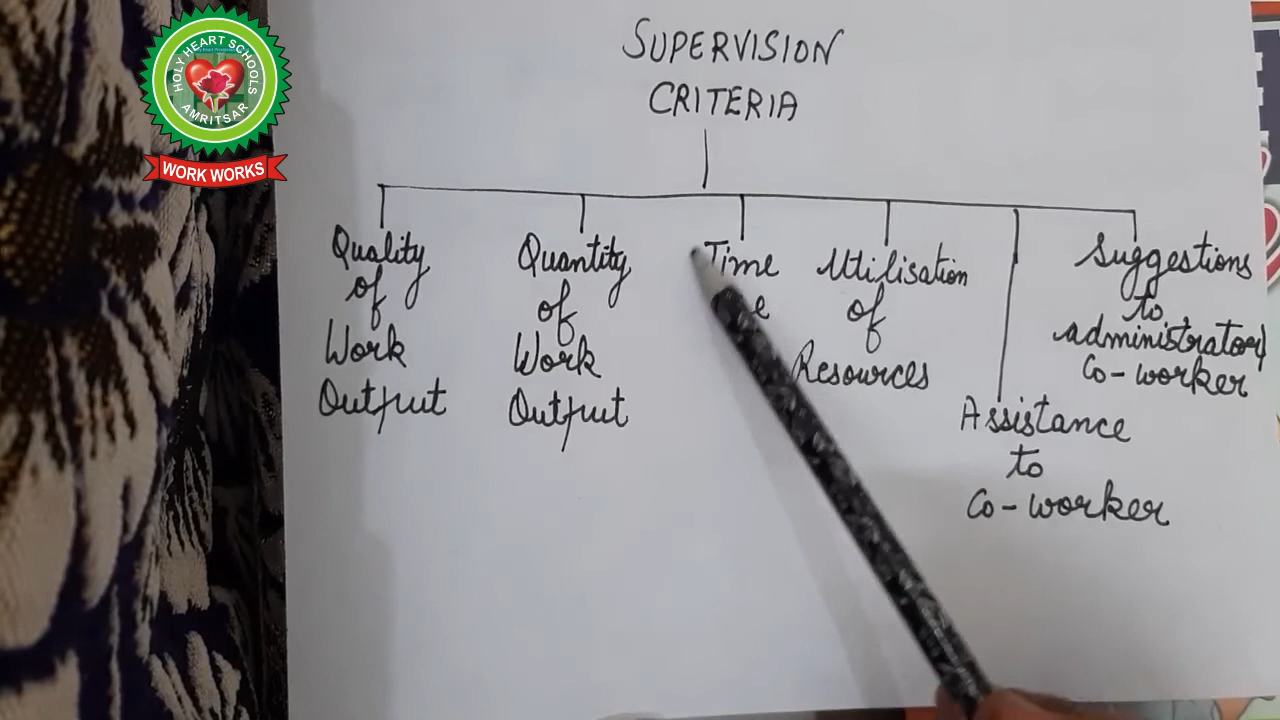 HOLY HEART SCHOOLS
AMRITSAR
WORK WORKS
SUPERVISION
CRITERIA
Quality
of
Work
Output
Quantity
of
Work
Output
Time
Utilisation
of
Resources
Assistance
to
Co-worker
Suggestions
to
administrator/
Co-worker